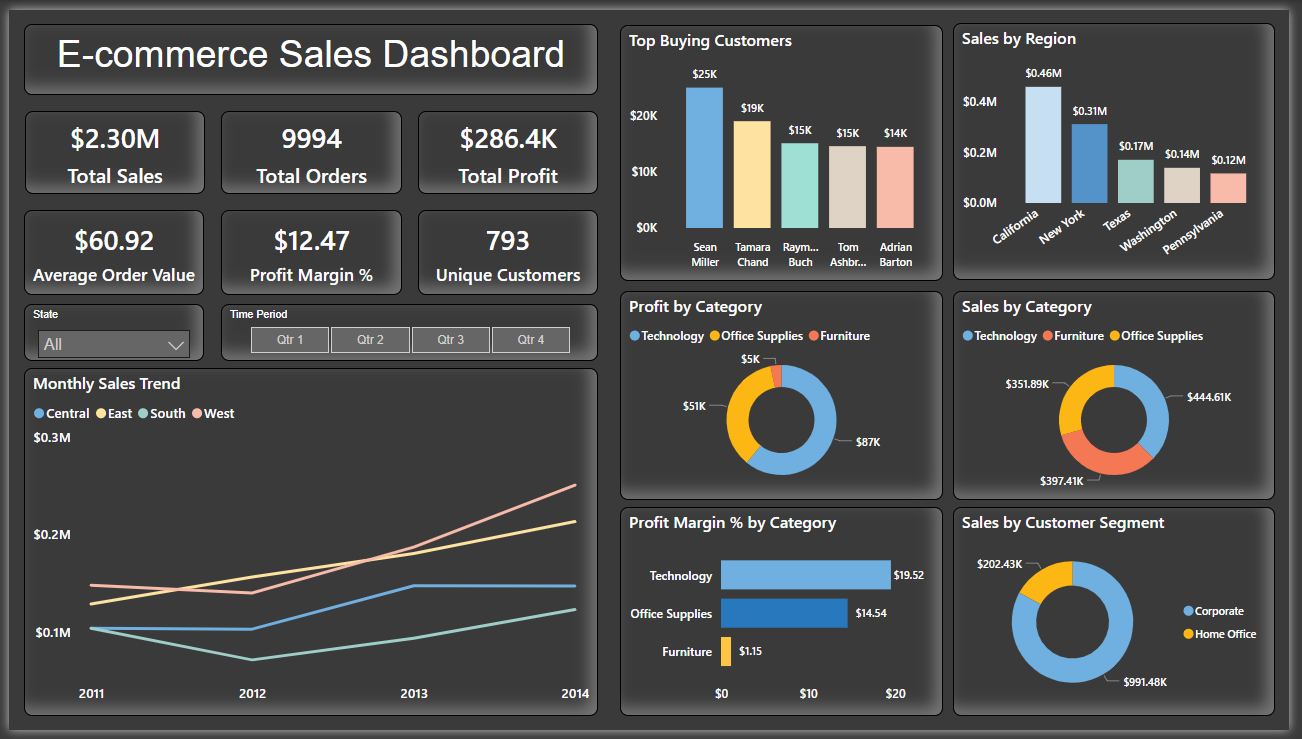 E-commerce Sales Dashboard
$2.30M
Total Sales
9994
Total Orders
$286.4K
Total Profit
$60.92
Average Order Value
$12.47
Profit Margin %
793
Unique Customers
State
All
Time Period
Qtr 1
Qtr 2
Qtr 3
Qtr 4
Monthly Sales Trend
Central East South West
$0.3M
$0.2M
$0.1M
2011 2012 2013 2014
Top Buying Customers
$25K
$19K
$15K
$15K
$14K
$20K
$10K
$0K
Sean
Miller
Tamara
Chand
Raym...
Buch
Tom
Ashbr...
Adrian
Barton
Sales by Region
$0.46M
$0.31M
$0.17M
$0.14M
$0.12M
$0.4M
$0.2M
$0.0M
California
New York
Texas
Washington
Pennsylvania
Profit by Category
Technology Office Supplies Furniture
$5K
$51K
$87K
Sales by Category
Technology Furniture Office Supplies
$351.89K
$444.61K
$397.41K
Profit Margin % by Category
Technology $19.52
Office Supplies $14.54
Furniture $1.15
$0 $10 $20
Sales by Customer Segment
$202.43K
Corporate
Home Office
$991.48K